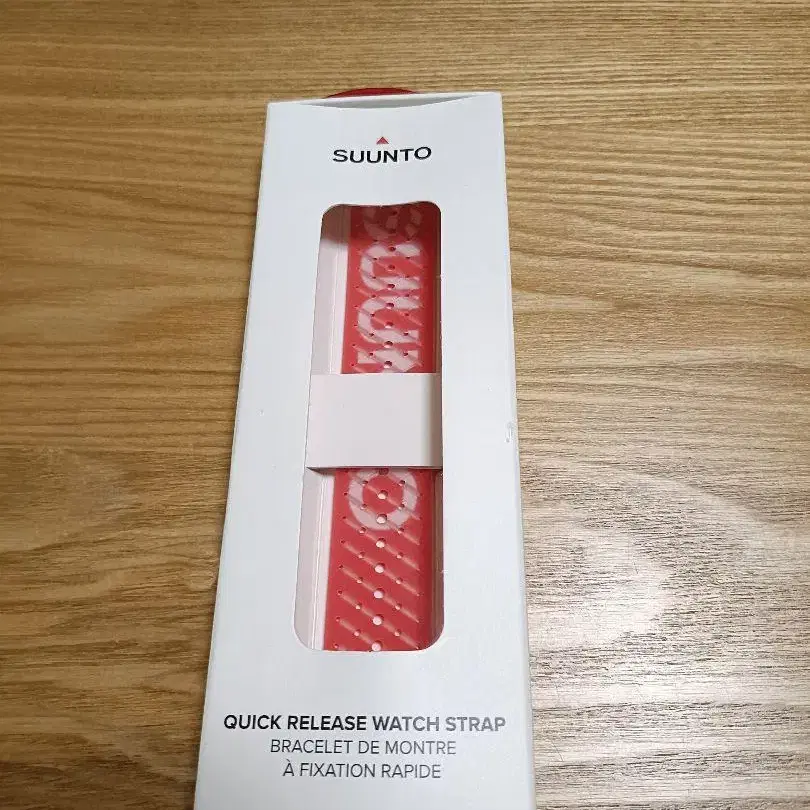 SUUNTO
QUICK RELEASE WATCH STRAP
BRACELET DE MONTRE
À FIXATION RAPIDE